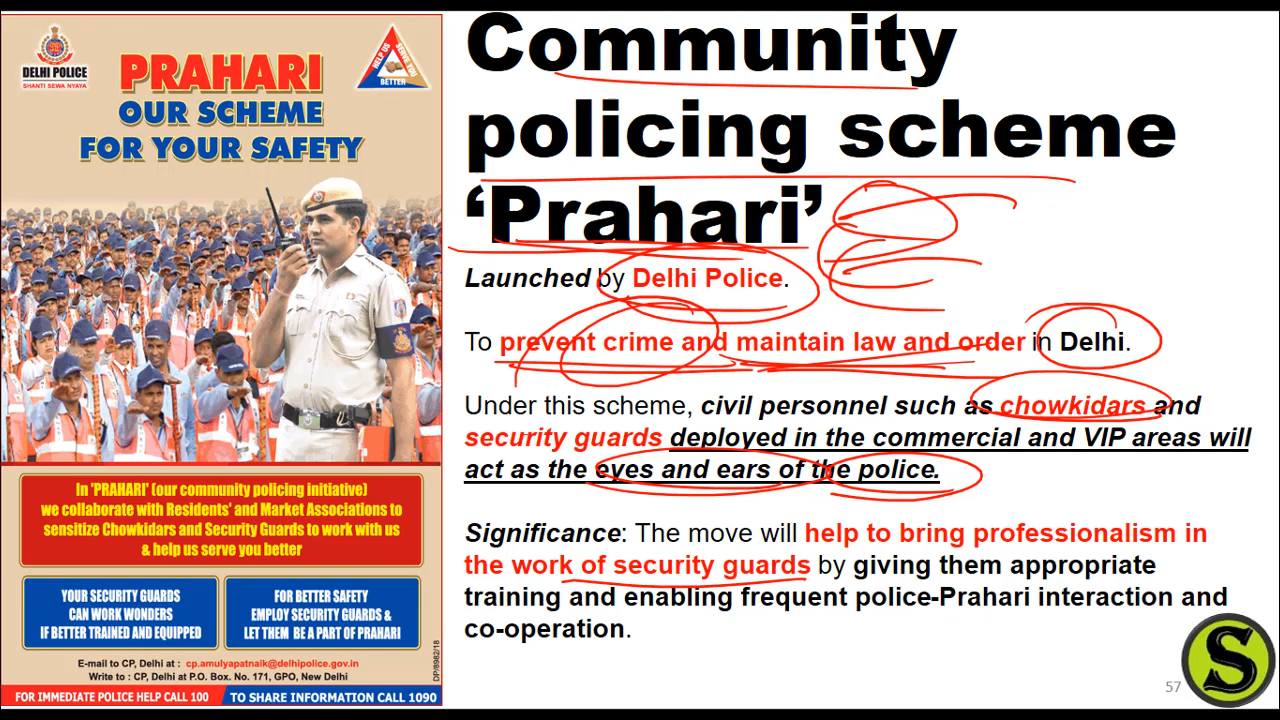 DELHI POLICE
SHANTI SEWA NYAYA
HELP US
SERVE YOU
BETTER
PRAHARI
OUR SCHEME
FOR YOUR SAFETY
In 'PRAHARI' (our community policing initiative)
we collaborate with Residents' and Market Associations to
sensitize Chowkidars and Security Guards to work with us
& help us serve you better
YOUR SECURITY GUARDS
CAN WORK WONDERS
IF BETTER TRAINED AND EQUIPPED
FOR BETTER SAFETY
EMPLOY SECURITY GUARDS &
LET THEM BE A PART OF PRAHARI
DP/8982/18
E-mail to CP, Delhi at : cp.amulyapatnaik@delhipolice.gov.in
Write to : CP, Delhi at P.O. Box. No. 171, GPO, New Delhi
FOR IMMEDIATE POLICE HELP CALL 100
TO SHARE INFORMATION CALL 1090
Community
policing scheme
‘Prahari’
Launched by Delhi Police.
To prevent crime and maintain law and order in Delhi.
Under this scheme, civil personnel such as chowkidars and
security guards deployed in the commercial and VIP areas will
act as the eyes and ears of the police.
Significance: The move will help to bring professionalism in
the work of security guards by giving them appropriate
training and enabling frequent police-Prahari interaction and
co-operation.
57
S